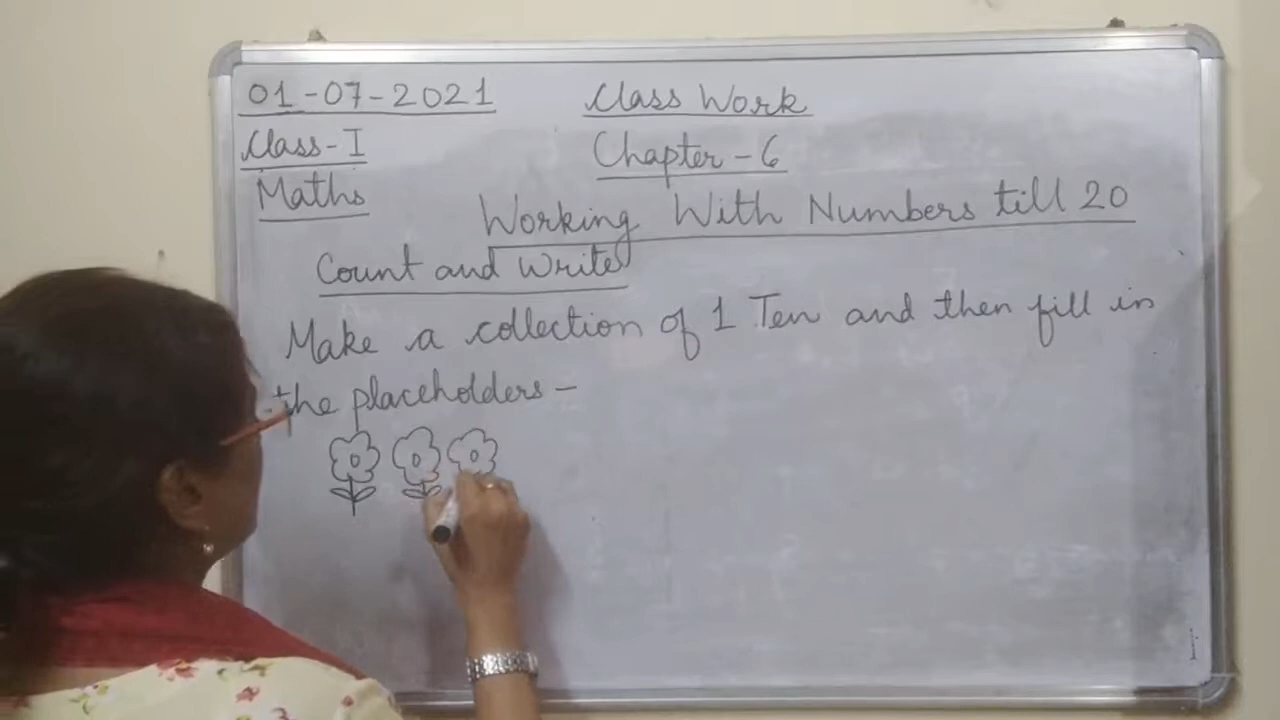 01-07-2021 Class Work
Class-I Chapter-6
Maths
Working With Numbers till 20
Count and Write
Make a collection of 1 Ten and then fill in
the placeholders-